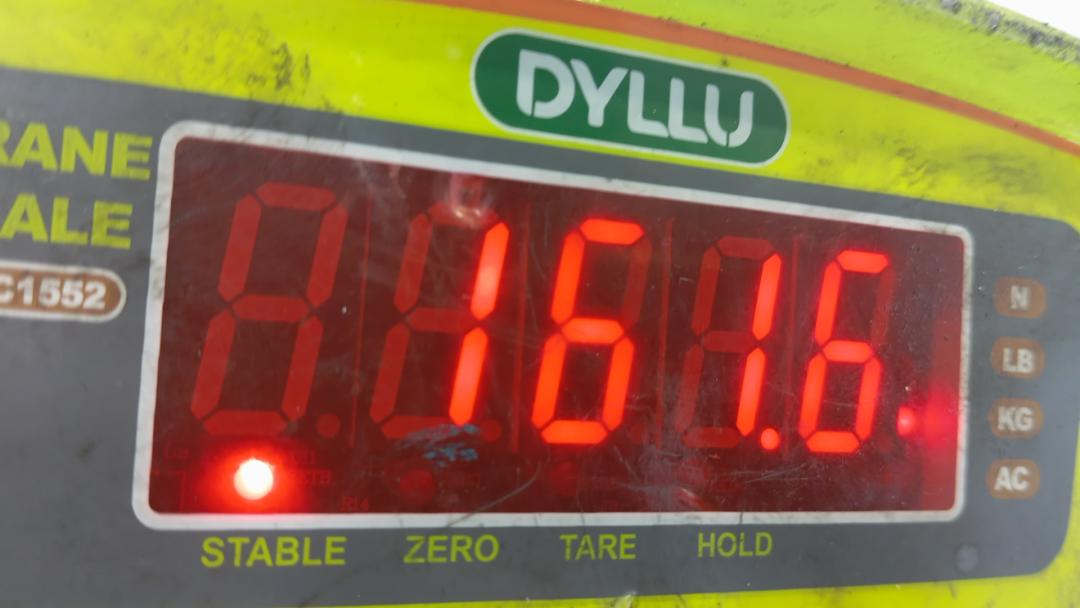 DYLLU
RANE
ALE
C1552
161.6
N
LB
KG
AC
STABLE ZERO TARE HOLD